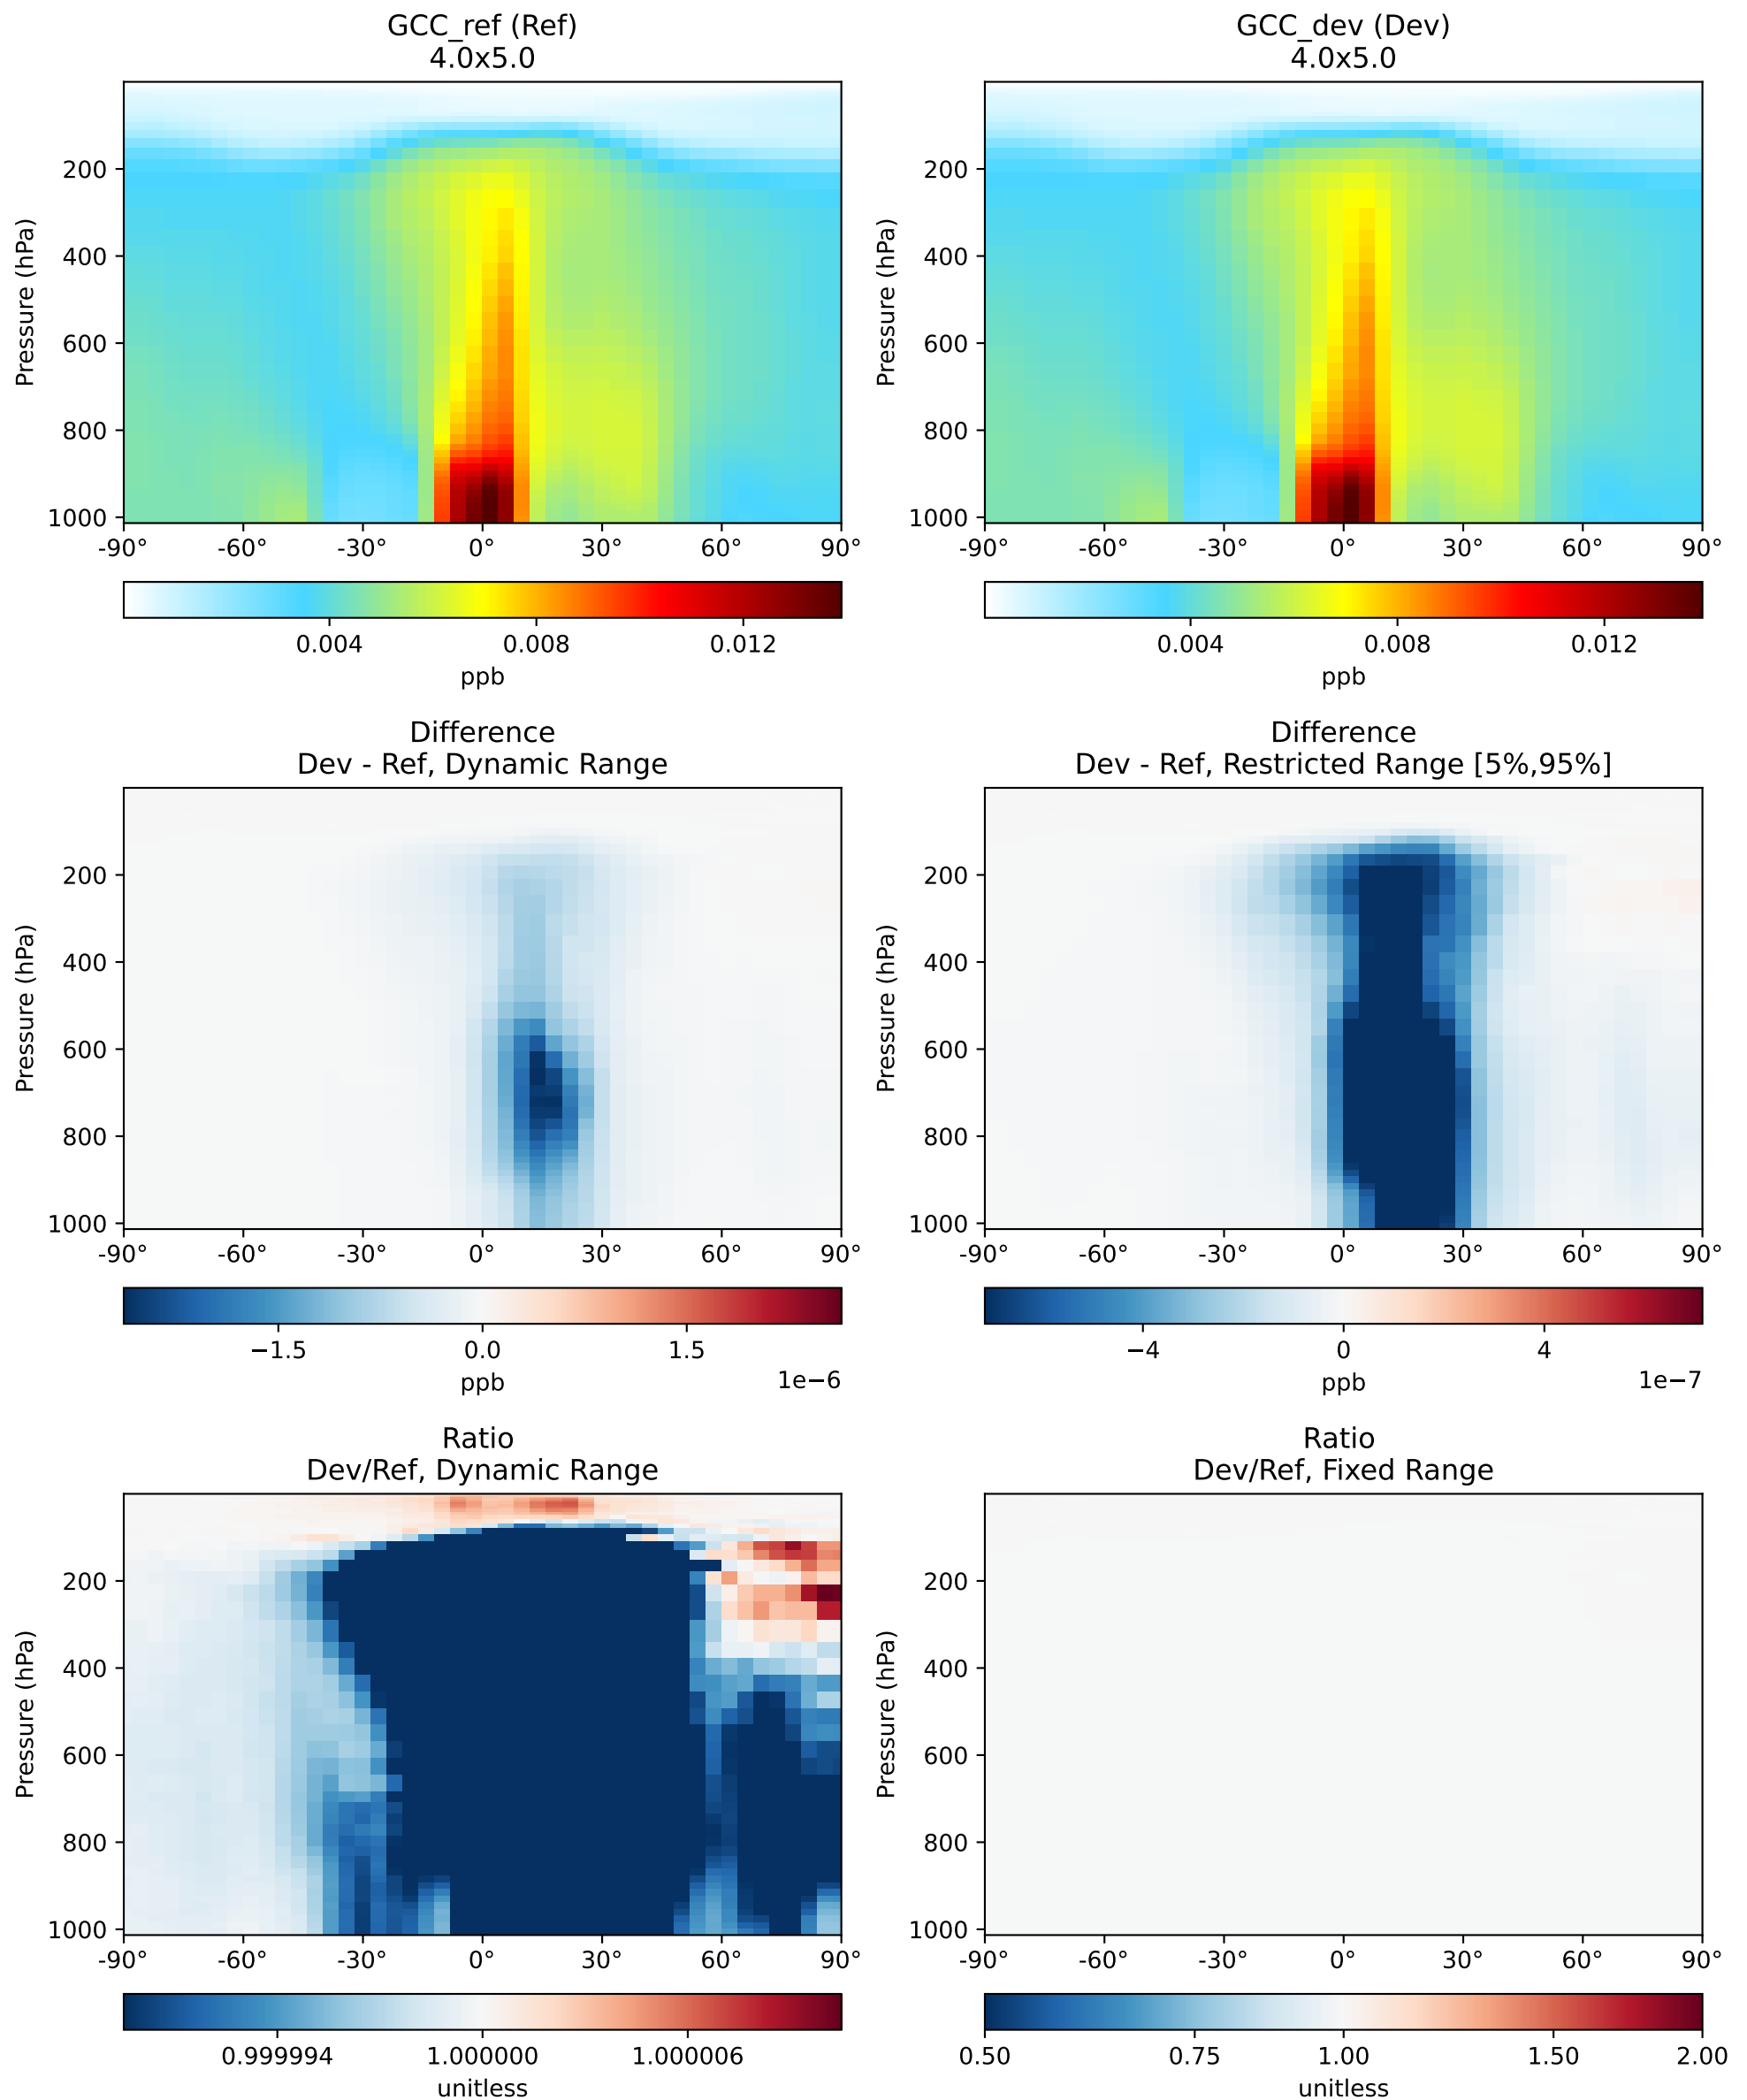 GCC_ref (Ref)
4.0x5.0
Pressure (hPa)
200
400
600
800
1000
-90° -60° -30° 0° 30° 60° 90°
0.004 0.008 0.012
ppb
GCC_dev (Dev)
4.0x5.0
Pressure (hPa)
200
400
600
800
1000
-90° -60° -30° 0° 30° 60° 90°
0.004 0.008 0.012
ppb
Difference
Dev - Ref, Dynamic Range
Pressure (hPa)
200
400
600
800
1000
-90° -60° -30° 0° 30° 60° 90°
−1.5 0.0 1.5
ppb 1e−6
Difference
Dev - Ref, Restricted Range [5%,95%]
Pressure (hPa)
200
400
600
800
1000
-90° -60° -30° 0° 30° 60° 90°
−4 0 4
ppb 1e−7
Ratio
Dev/Ref, Dynamic Range
Pressure (hPa)
200
400
600
800
1000
-90° -60° -30° 0° 30° 60° 90°
0.999994 1.000000 1.000006
unitless
Ratio
Dev/Ref, Fixed Range
Pressure (hPa)
200
400
600
800
1000
-90° -60° -30° 0° 30° 60° 90°
0.50 0.75 1.00 1.50 2.00
unitless